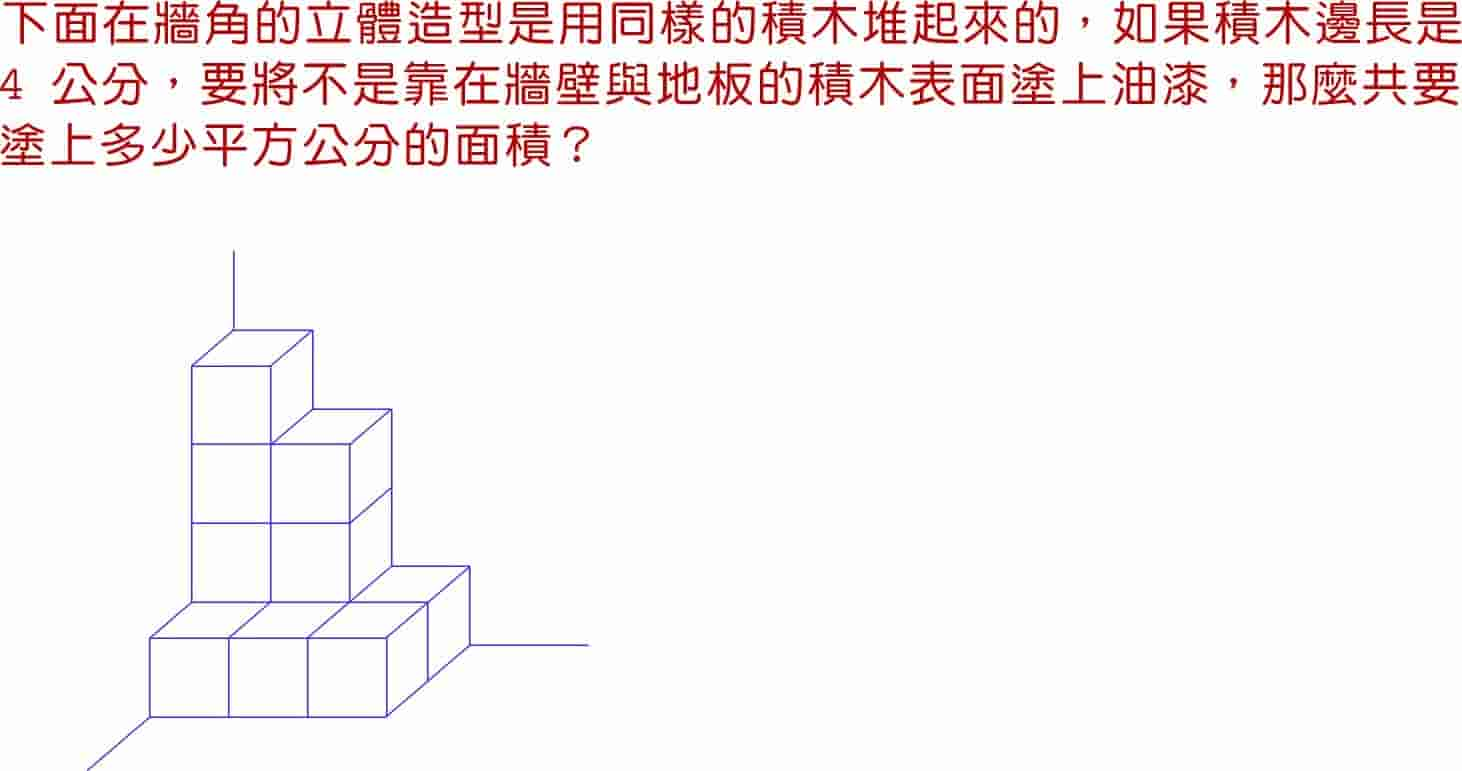 下面在牆角的立體造型是用同樣的積木堆起來的，如果積木邊長是
4 公分，要將不是靠在牆壁與地板的積木表面塗上油漆，那麼共要
塗上多少平方公分的面積？